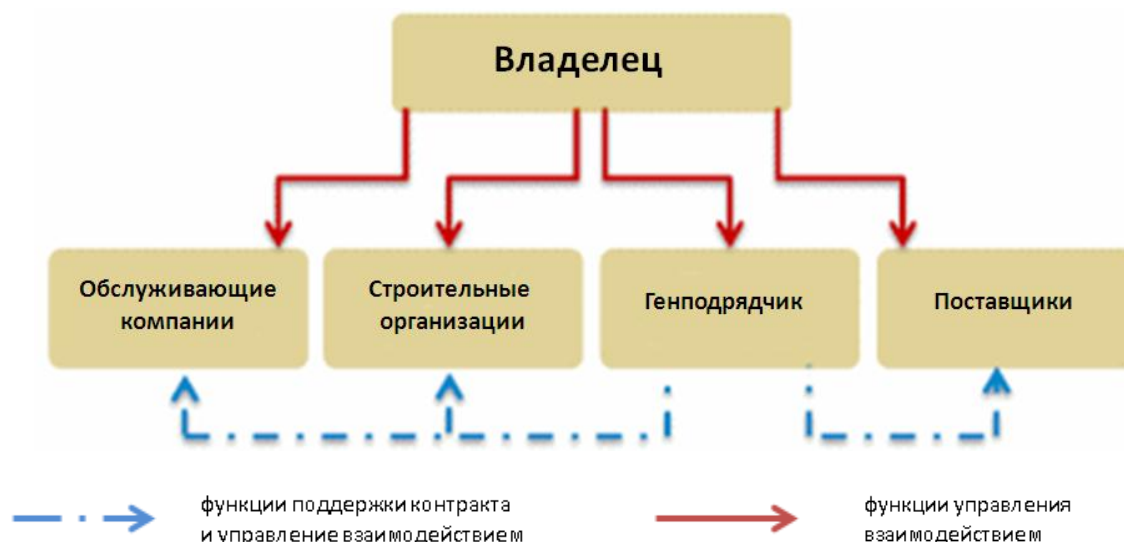 Владелец
Обслуживающие
компании
Строительные
организации
Генподрядчик
Поставщики
функции поддержки контракта
и управление взаимодействием
функции управления
взаимодействием